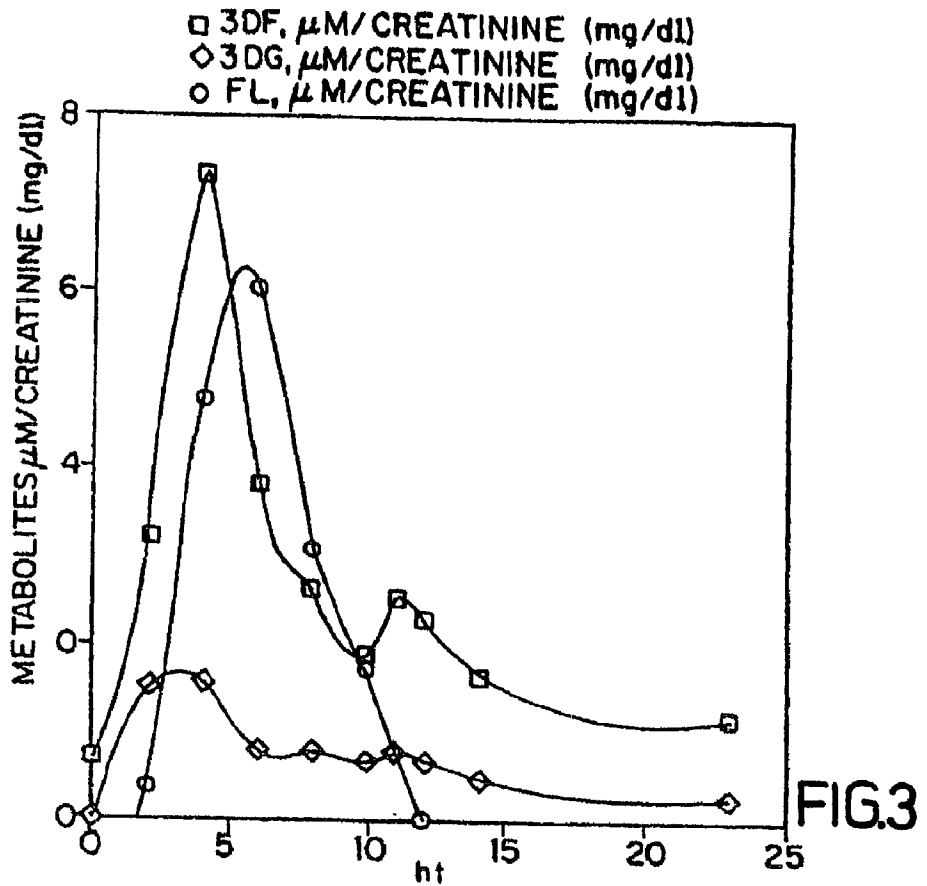 □ 3DF, μM/CREATININE (mg/dl)
◇ 3DG, μM/CREATININE (mg/dl)
○ FL, μM/CREATININE (mg/dl)
METABOLITES μM/CREATININE (mg/dl)
8
6
4
0
0
0 5 10 15 20 25
ht
FIG.3